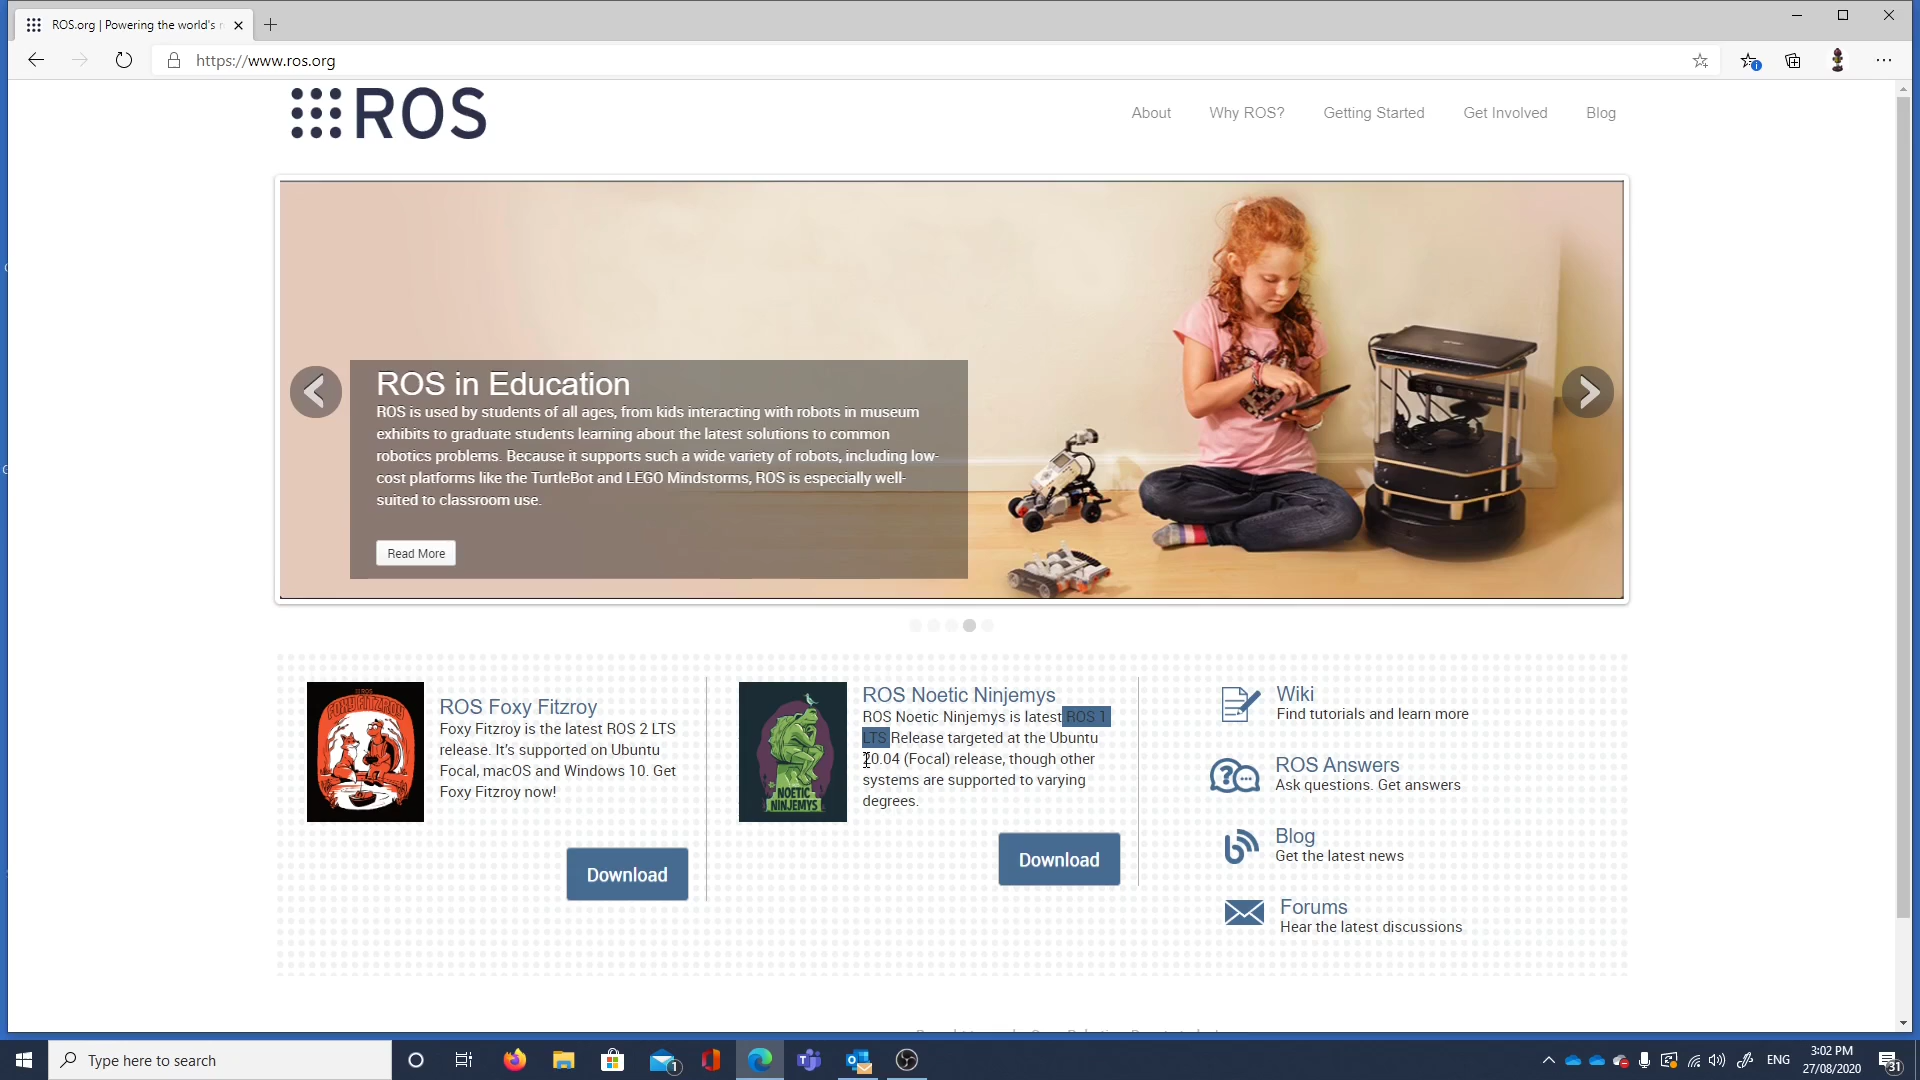 ROS.org | Powering the world's r
https://www.ros.org
ROS
About
Why ROS?
Getting Started
Get Involved
Blog
ROS in Education
ROS is used by students of all ages, from kids interacting with robots in museum
exhibits to graduate students learning about the latest solutions to common
robotics problems. Because it supports such a wide variety of robots, including low-
cost platforms like the TurtleBot and LEGO Mindstorms, ROS is especially well-
suited to classroom use.
Read More
FOXY FITZROY
ROS Foxy Fitzroy
Foxy Fitzroy is the latest ROS 2 LTS
release. It's supported on Ubuntu
Focal, macOS and Windows 10. Get
Foxy Fitzroy now!
Download
NOETIC
NINJEMYS
ROS Noetic Ninjemys
ROS Noetic Ninjemys is latest ROS 1
LTS Release targeted at the Ubuntu
20.04 (Focal) release, though other
systems are supported to varying
degrees.
Download
Wiki
Find tutorials and learn more
ROS Answers
Ask questions. Get answers
Blog
Get the latest news
Forums
Hear the latest discussions
Type here to search
1
ENG
3:02 PM
27/08/2020
31